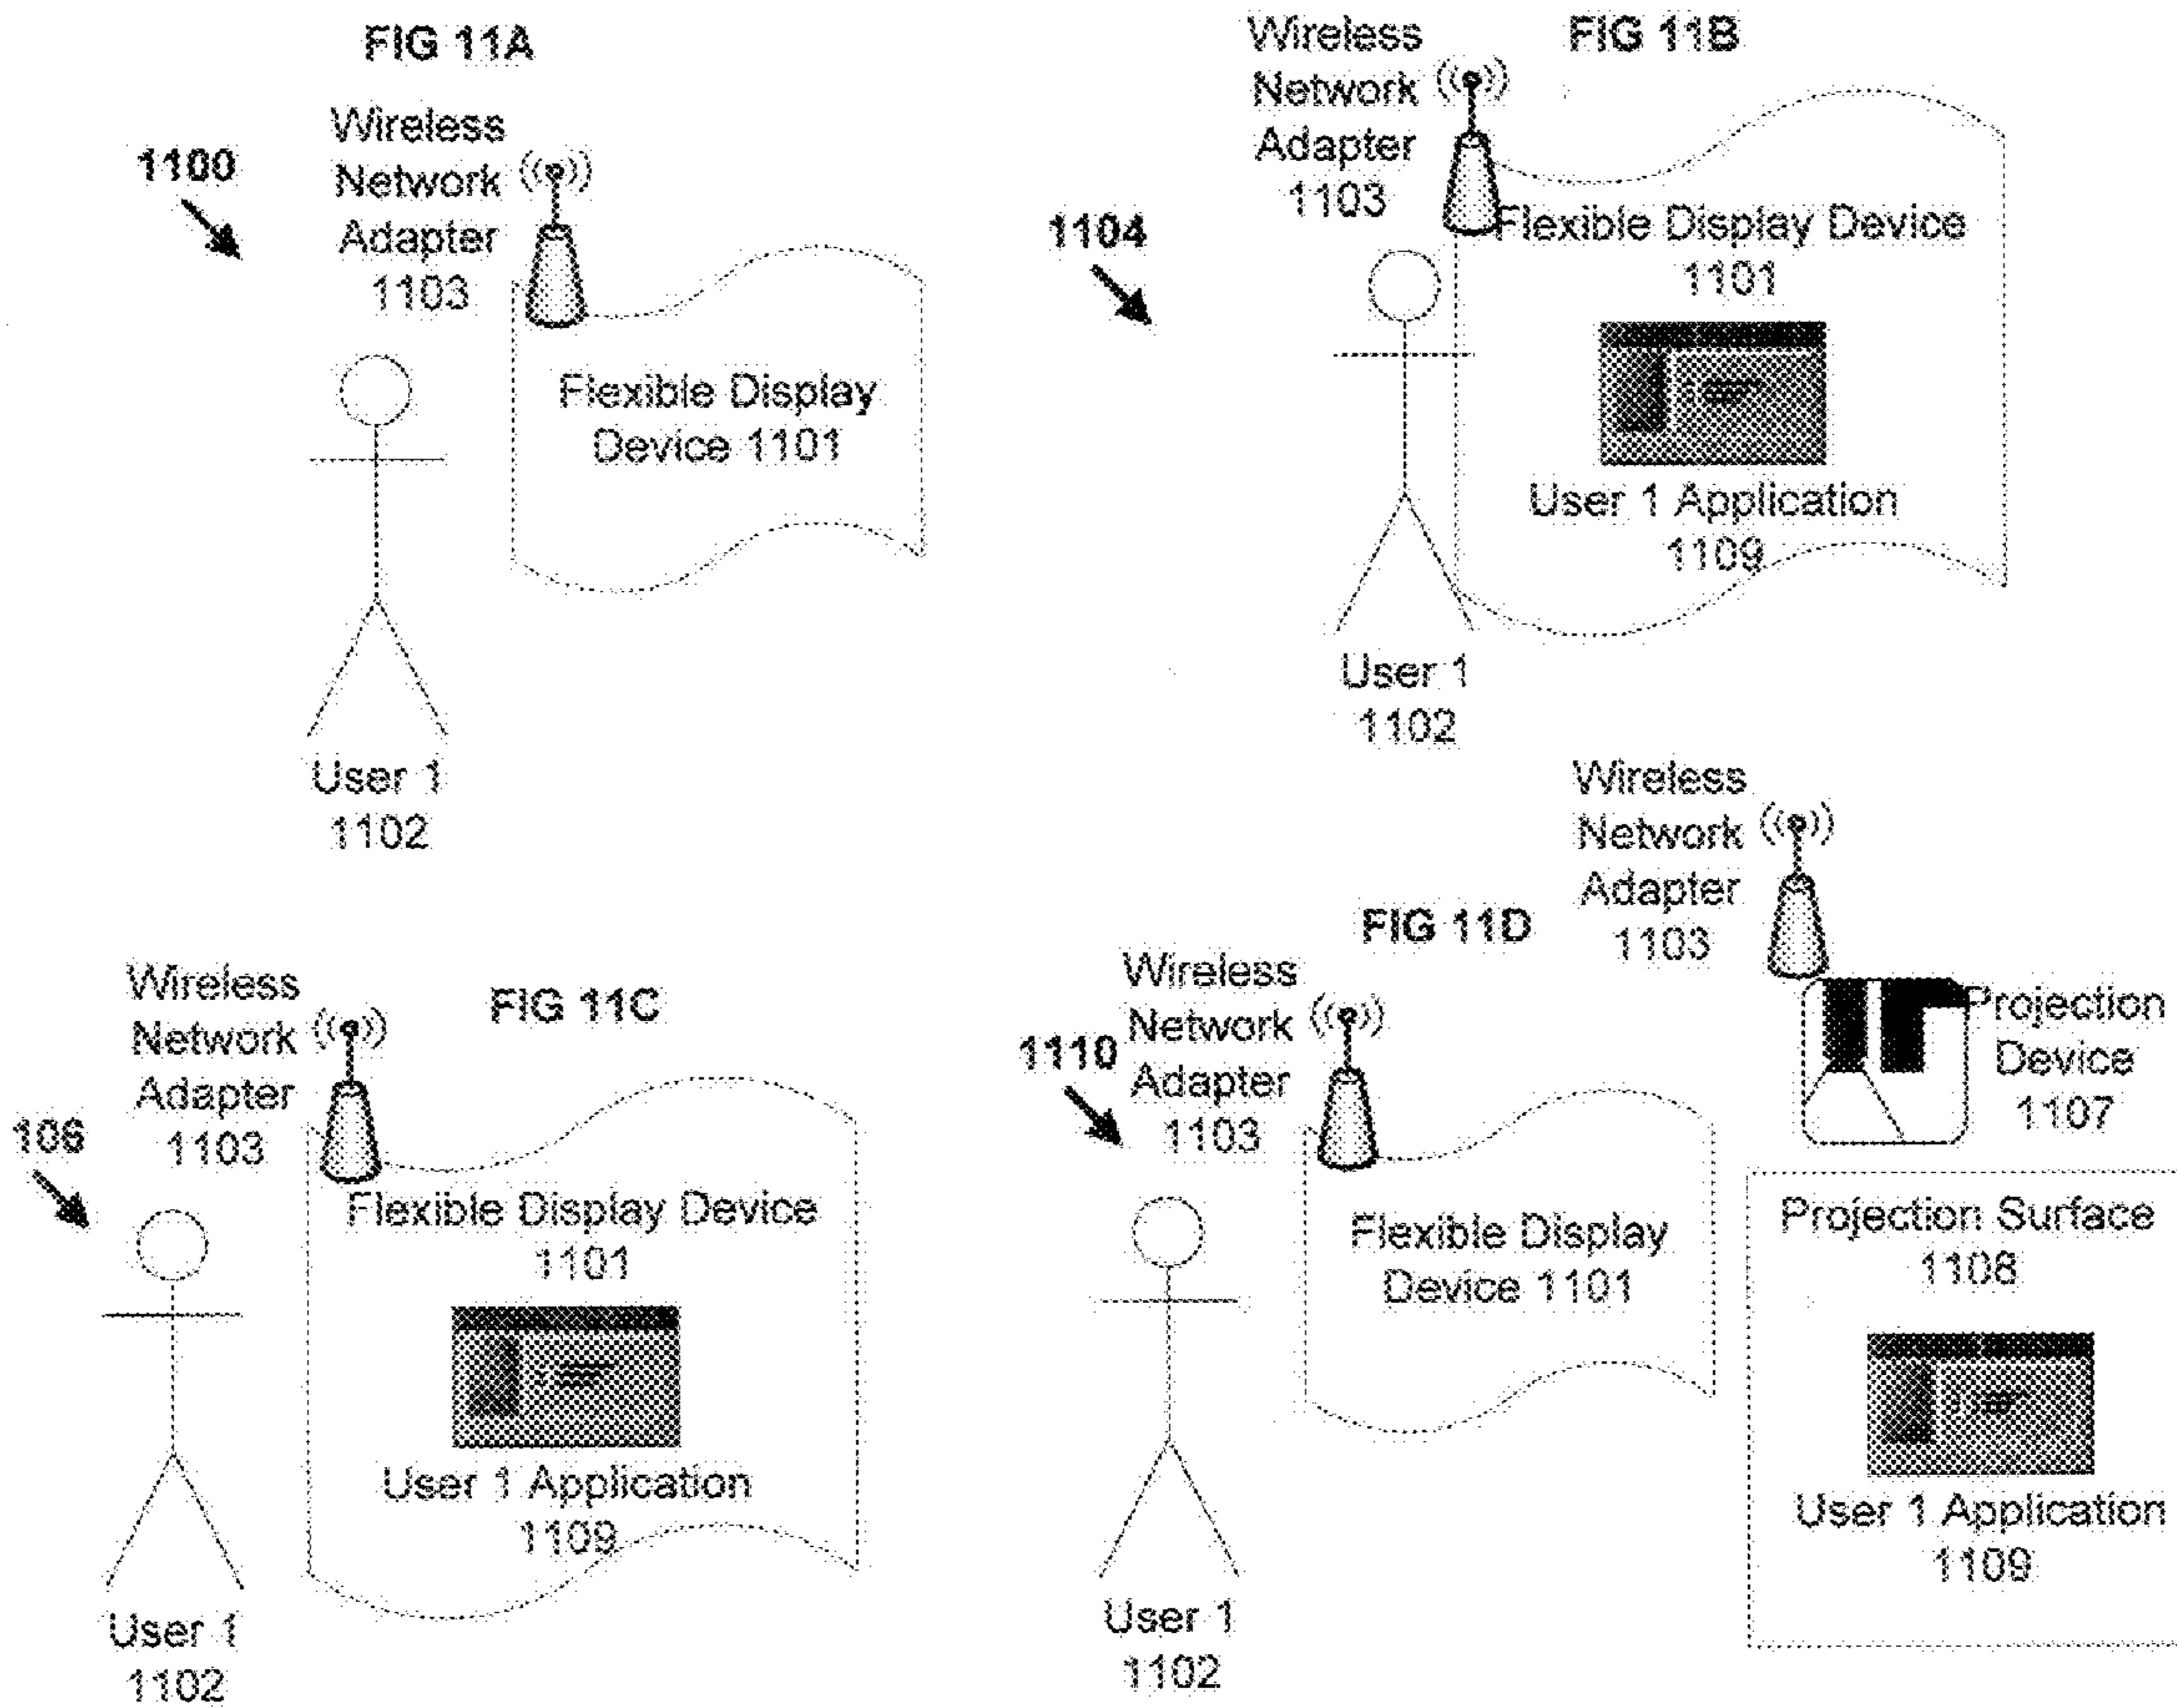 FIG 11A
Wireless
Network
Adapter
1103
1100
Flexible Display
Device 1101
User 1
1102
FIG 11B
Wireless
Network
Adapter
1103
1104
Flexible Display Device
1101
User 1 Application
1109
User 1
1102
FIG 11C
Wireless
Network
Adapter
1103
106
Flexible Display Device
1101
User 1 Application
1109
User 1
1102
FIG 11D
Wireless
Network
Adapter
1103
1110
Flexible Display
Device 1101
User 1
1102
Wireless
Network
Adapter
1103
Projection
Device
1107
Projection Surface
1108
User 1 Application
1109